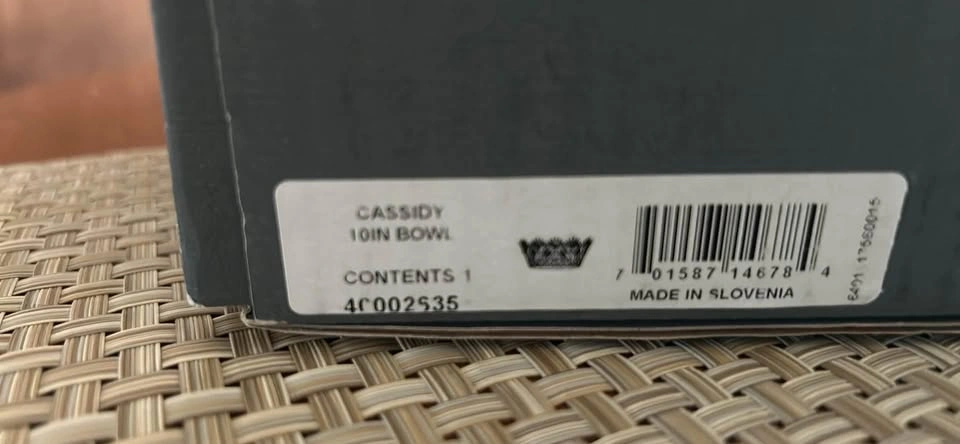 CASSIDY
10IN BOWL
CONTENTS 1
40002535
7 01587 14678 4
MADE IN SLOVENIA